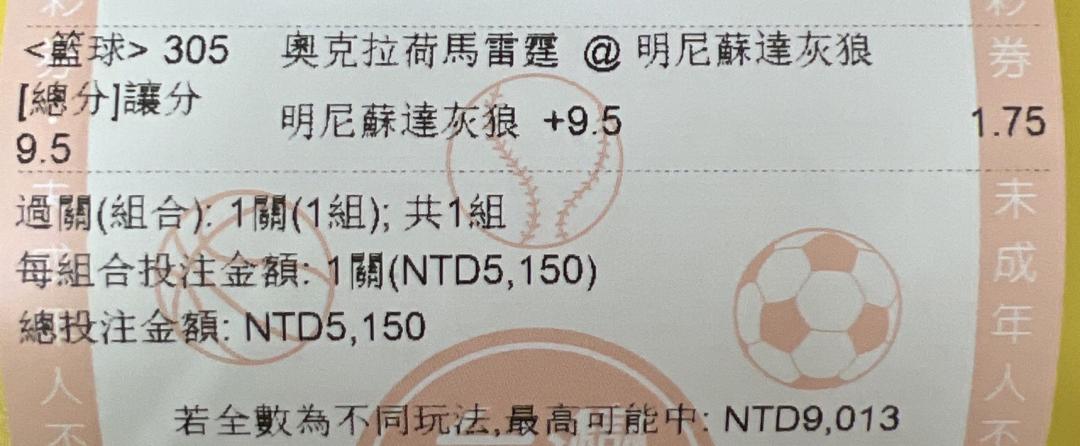 <籃球> 305 奧克拉荷馬雷霆 @ 明尼蘇達灰狼
[總分]讓分
9.5
明尼蘇達灰狼 +9.5 1.75
過關(組合): 1關(1組); 共1組
每組合投注金額: 1關(NTD5,150)
總投注金額: NTD5,150
若全數為不同玩法,最高可能中: NTD9,013
券
未成年人不
人不